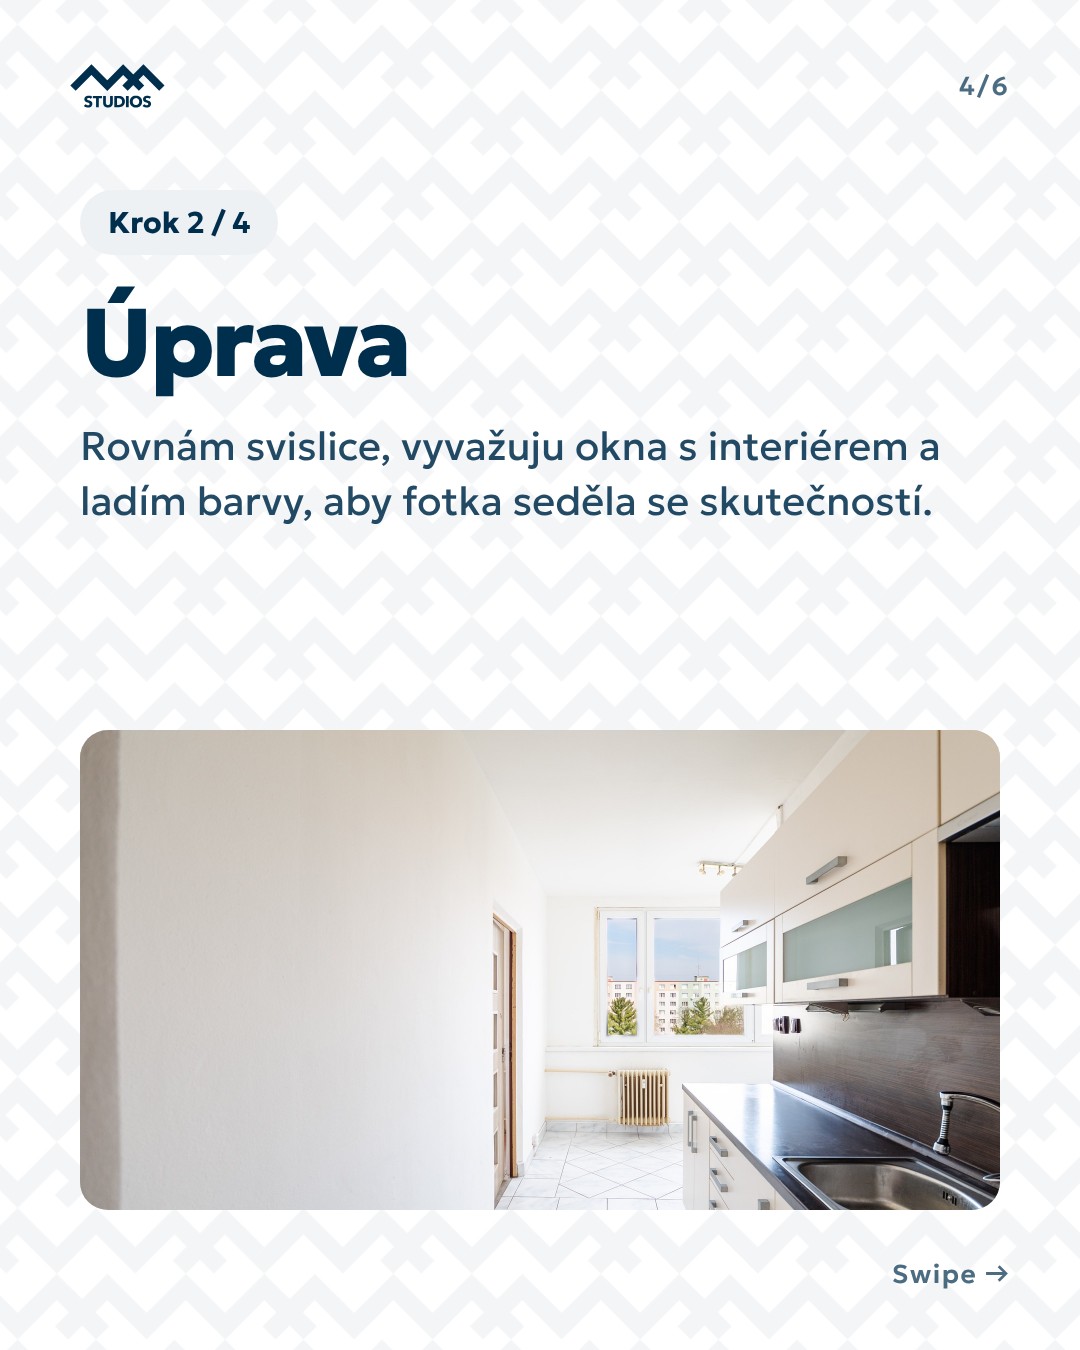 STUDIOS
4/6
Krok 2 / 4
Úprava
Rovnám svislice, vyvažuju okna s interiérem a
ladím barvy, aby fotka seděla se skutečností.
Swipe →